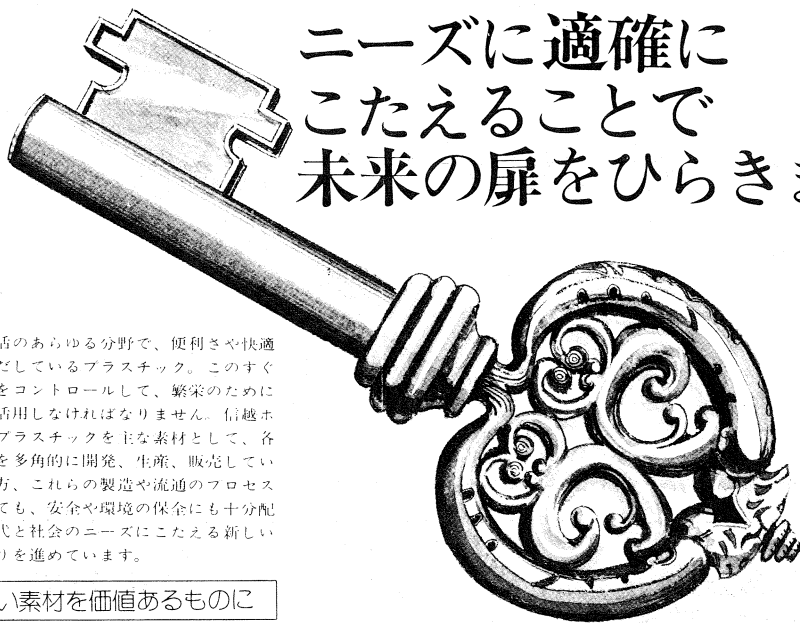 ニーズに適確に
こたえることで
未来の扉をひらきま
活のあらゆる分野で、便利さや快適
だしているプラスチック。このすぐ
をコントロールして、繁栄のために
活用しなければなりません。信越ホ
プラスチックを主な素材として、各
を多角的に開発、生産、販売してい
方、これらの製造や流通のプロセス
ても、安全や環境の保全にも十分配
代と社会のニーズにこたえる新しい
りを進めています。
い素材を価値あるものに